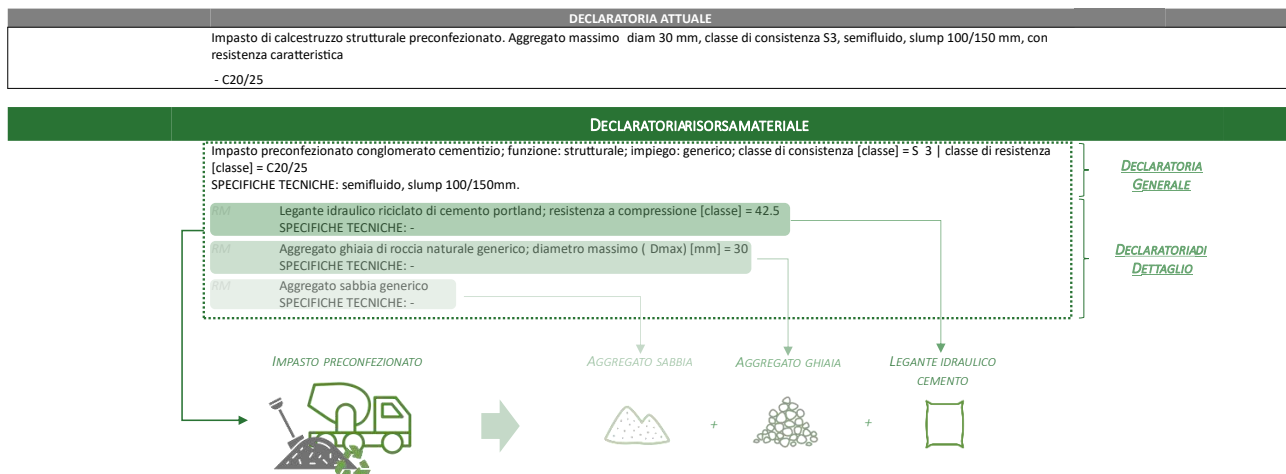 DECLARATORIA ATTUALE
Impasto di calcestruzzo strutturale preconfezionato. Aggregato massimo diam 30 mm, classe di consistenza S3, semifluido, slump 100/150 mm, con
resistenza caratteristica
- C20/25
DECLARATORIARISORSAMATERIALE
Impasto preconfezionato conglomerato cementizio; funzione: strutturale; impiego: generico; classe di consistenza [classe] = S 3 | classe di resistenza
[classe] = C20/25
SPECIFICHE TECNICHE: semifluido, slump 100/150mm.
DECLARATORIA
GENERALE
RM Legante idraulico riciclato di cemento portland; resistenza a compressione [classe] = 42.5
SPECIFICHE TECNICHE: -
RM Aggregato ghiaia di roccia naturale generico; diametro massimo ( Dmax) [mm] = 30
SPECIFICHE TECNICHE: -
DECLARATORIADI
DETTAGLIO
RM Aggregato sabbia generico
SPECIFICHE TECNICHE: -
IMPASTO PRECONFEZIONATO
AGGREGATO SABBIA
AGGREGATO GHIAIA
LEGANTE IDRAULICO
CEMENTO
+
+